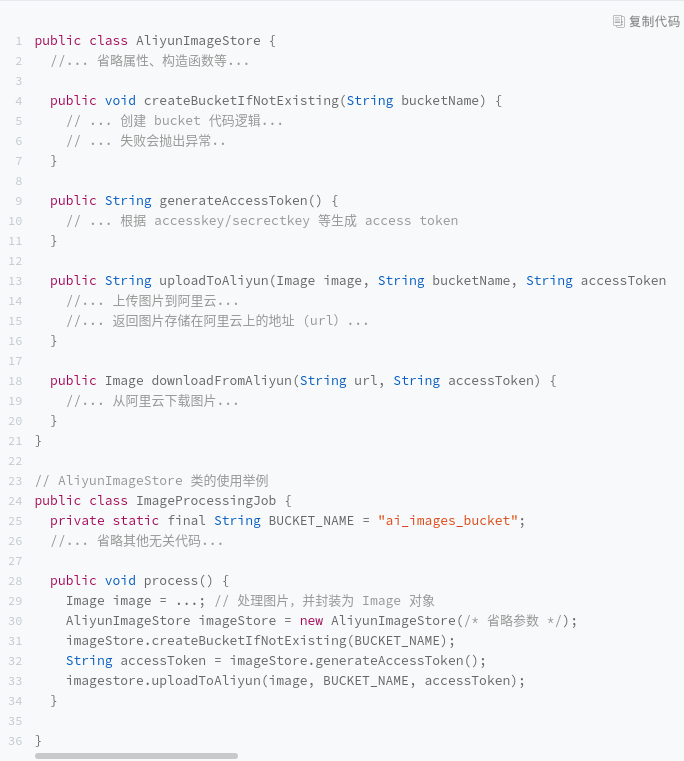 复制代码
1 public class AliyunImageStore {
2   //... 省略属性、构造函数等...
3
4   public void createBucketIfNotExisting(String bucketName) {
5     // ... 创建 bucket 代码逻辑...
6     // ... 失败会抛出异常..
7   }
8
9   public String generateAccessToken() {
10     // ... 根据 accesskey/secrectkey 等生成 access token
11   }
12
13   public String uploadToAliyun(Image image, String bucketName, String accessToken
14     //... 上传图片到阿里云...
15     //... 返回图片存储在阿里云上的地址 (url) ...
16   }
17
18   public Image downloadFromAliyun(String url, String accessToken) {
19     //... 从阿里云下载图片...
20   }
21 }
22
23 // AliyunImageStore 类的使用举例
24 public class ImageProcessingJob {
25   private static final String BUCKET_NAME = "ai_images_bucket";
26   //... 省略其他无关代码...
27
28   public void process() {
29     Image image = ...; // 处理图片，并封装为 Image 对象
30     AliyunImageStore imageStore = new AliyunImageStore(/* 省略参数 */);
31     imageStore.createBucketIfNotExisting(BUCKET_NAME);
32     String accessToken = imageStore.generateAccessToken();
33     imagestore.uploadToAliyun(image, BUCKET_NAME, accessToken);
34   }
35
36 }